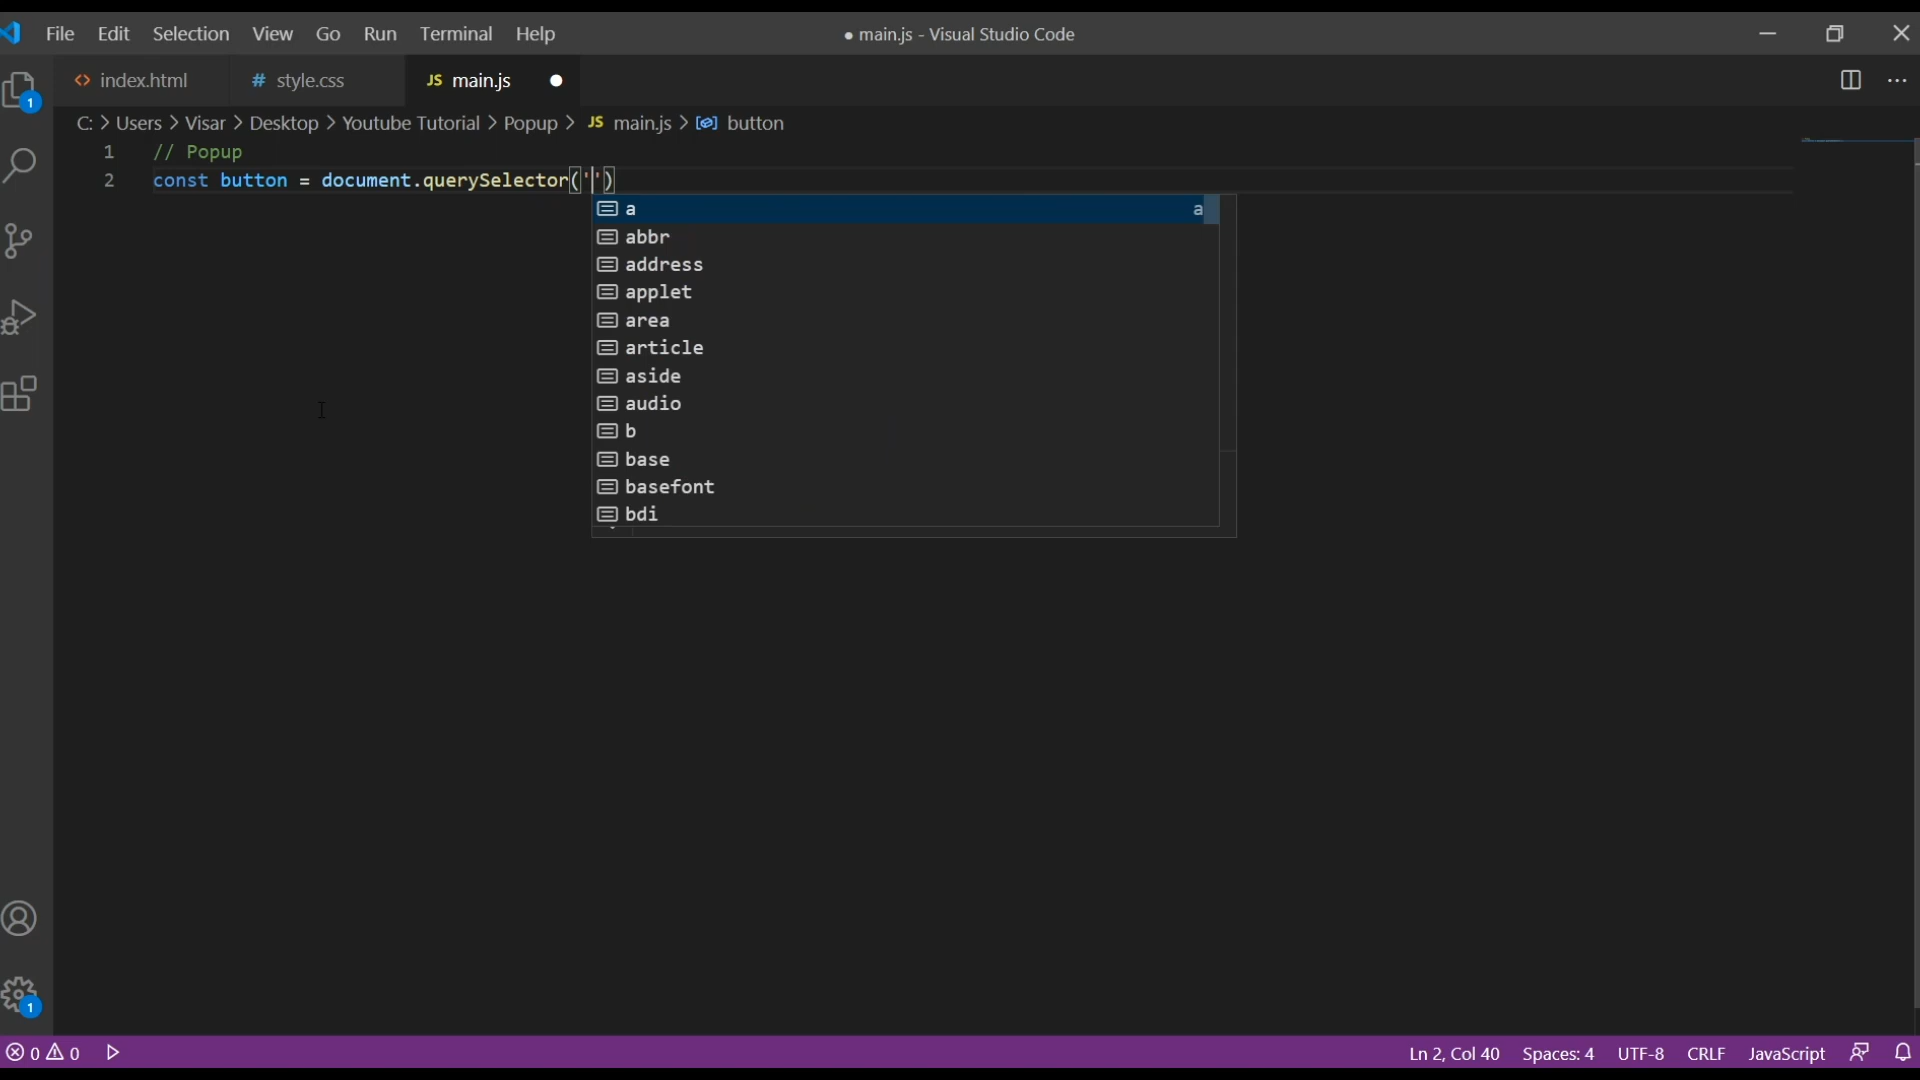 File Edit Selection View Go Run Terminal Help
● main.js - Visual Studio Code
1
<> index.html
# style.css
JS main.js ●
C: > Users > Visar > Desktop > Youtube Tutorial > Popup > JS main.js > button
1 // Popup
2 const button = document.querySelector('')
a a
abbr
address
applet
area
article
aside
audio
b
base
basefont
bdi
1
0 0
Ln 2, Col 40 Spaces: 4 UTF-8 CRLF JavaScript